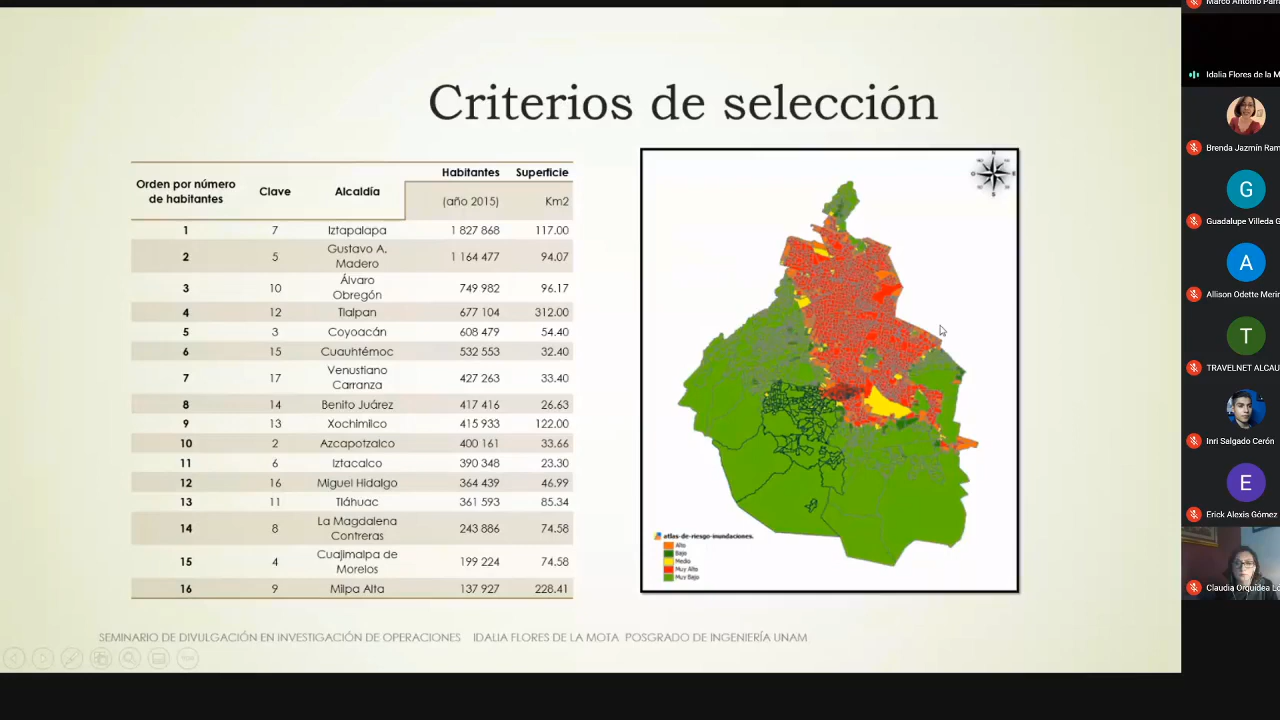 Criterios de selección
Orden por número
de habitantes
Clave
Alcaldía
Habitantes
Superficie
(año 2015)
Km2
1 7 Iztapalapa 1 827 868 117.00
2 5 Gustavo A. Madero 1 164 477 94.07
3 10 Álvaro Obregón 749 982 96.17
4 12 Tlalpan 677 104 312.00
5 3 Coyoacán 608 479 54.40
6 15 Cuauhtémoc 532 553 32.40
7 17 Venustiano Carranza 427 263 33.40
8 14 Benito Juárez 417 416 26.63
9 13 Xochimilco 415 933 122.00
10 2 Azcapotzalco 400 161 33.66
11 6 Iztacalco 390 348 23.30
12 16 Miguel Hidalgo 364 439 46.99
13 11 Tláhuac 361 593 85.34
14 8 La Magdalena Contreras 243 886 74.58
15 4 Cuajimalpa de Morelos 199 224 74.58
16 9 Milpa Alta 137 927 228.41
N
E
S
atlas-de-riesgo-inundaciones.
Alto
Bajo
Medio
Muy Alto
Muy Bajo
SEMINARIO DE DIVULGACIÓN EN INVESTIGACIÓN DE OPERACIONES IDALIA FLORES DE LA MOTA POSGRADO DE INGENIERÍA UNAM
Marco Antonio
Idalia Flores de la M
Brenda Jazmín Ram
G
Guadalupe Villeda G
A
Allison Odette Merin
T
TRAVELNET ALCAU
Inri Salgado Cerón
E
Erick Alexis Gómez
Claudia Orquidea Ló